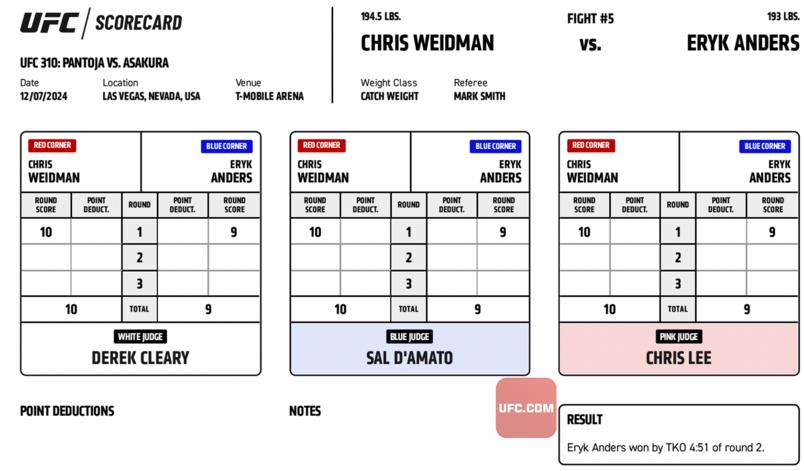 UFC / SCORECARD
UFC 310: PANTOJA VS. ASAKURA
Date Location Venue
12/07/2024 LAS VEGAS, NEVADA, USA T-MOBILE ARENA
194.5 LBS. FIGHT #5 193 LBS.
CHRIS WEIDMAN VS. ERYK ANDERS
Weight Class Referee
CATCH WEIGHT MARK SMITH
RED CORNER BLUE CORNER
CHRIS ERYK
WEIDMAN ANDERS
ROUND POINT ROUND POINT ROUND
SCORE DEDUCT. DEDUCT. SCORE
10 1 9
2
3
10 TOTAL 9
WHITE JUDGE
DEREK CLEARY
RED CORNER BLUE CORNER
CHRIS ERYK
WEIDMAN ANDERS
ROUND POINT ROUND POINT ROUND
SCORE DEDUCT. DEDUCT. SCORE
10 1 9
2
3
10 TOTAL 9
BLUE JUDGE
SAL D'AMATO
RED CORNER BLUE CORNER
CHRIS ERYK
WEIDMAN ANDERS
ROUND POINT ROUND POINT ROUND
SCORE DEDUCT. DEDUCT. SCORE
10 1 9
2
3
10 TOTAL 9
PINK JUDGE
CHRIS LEE
POINT DEDUCTIONS
NOTES
UFC.COM
RESULT
Eryk Anders won by TKO 4:51 of round 2.